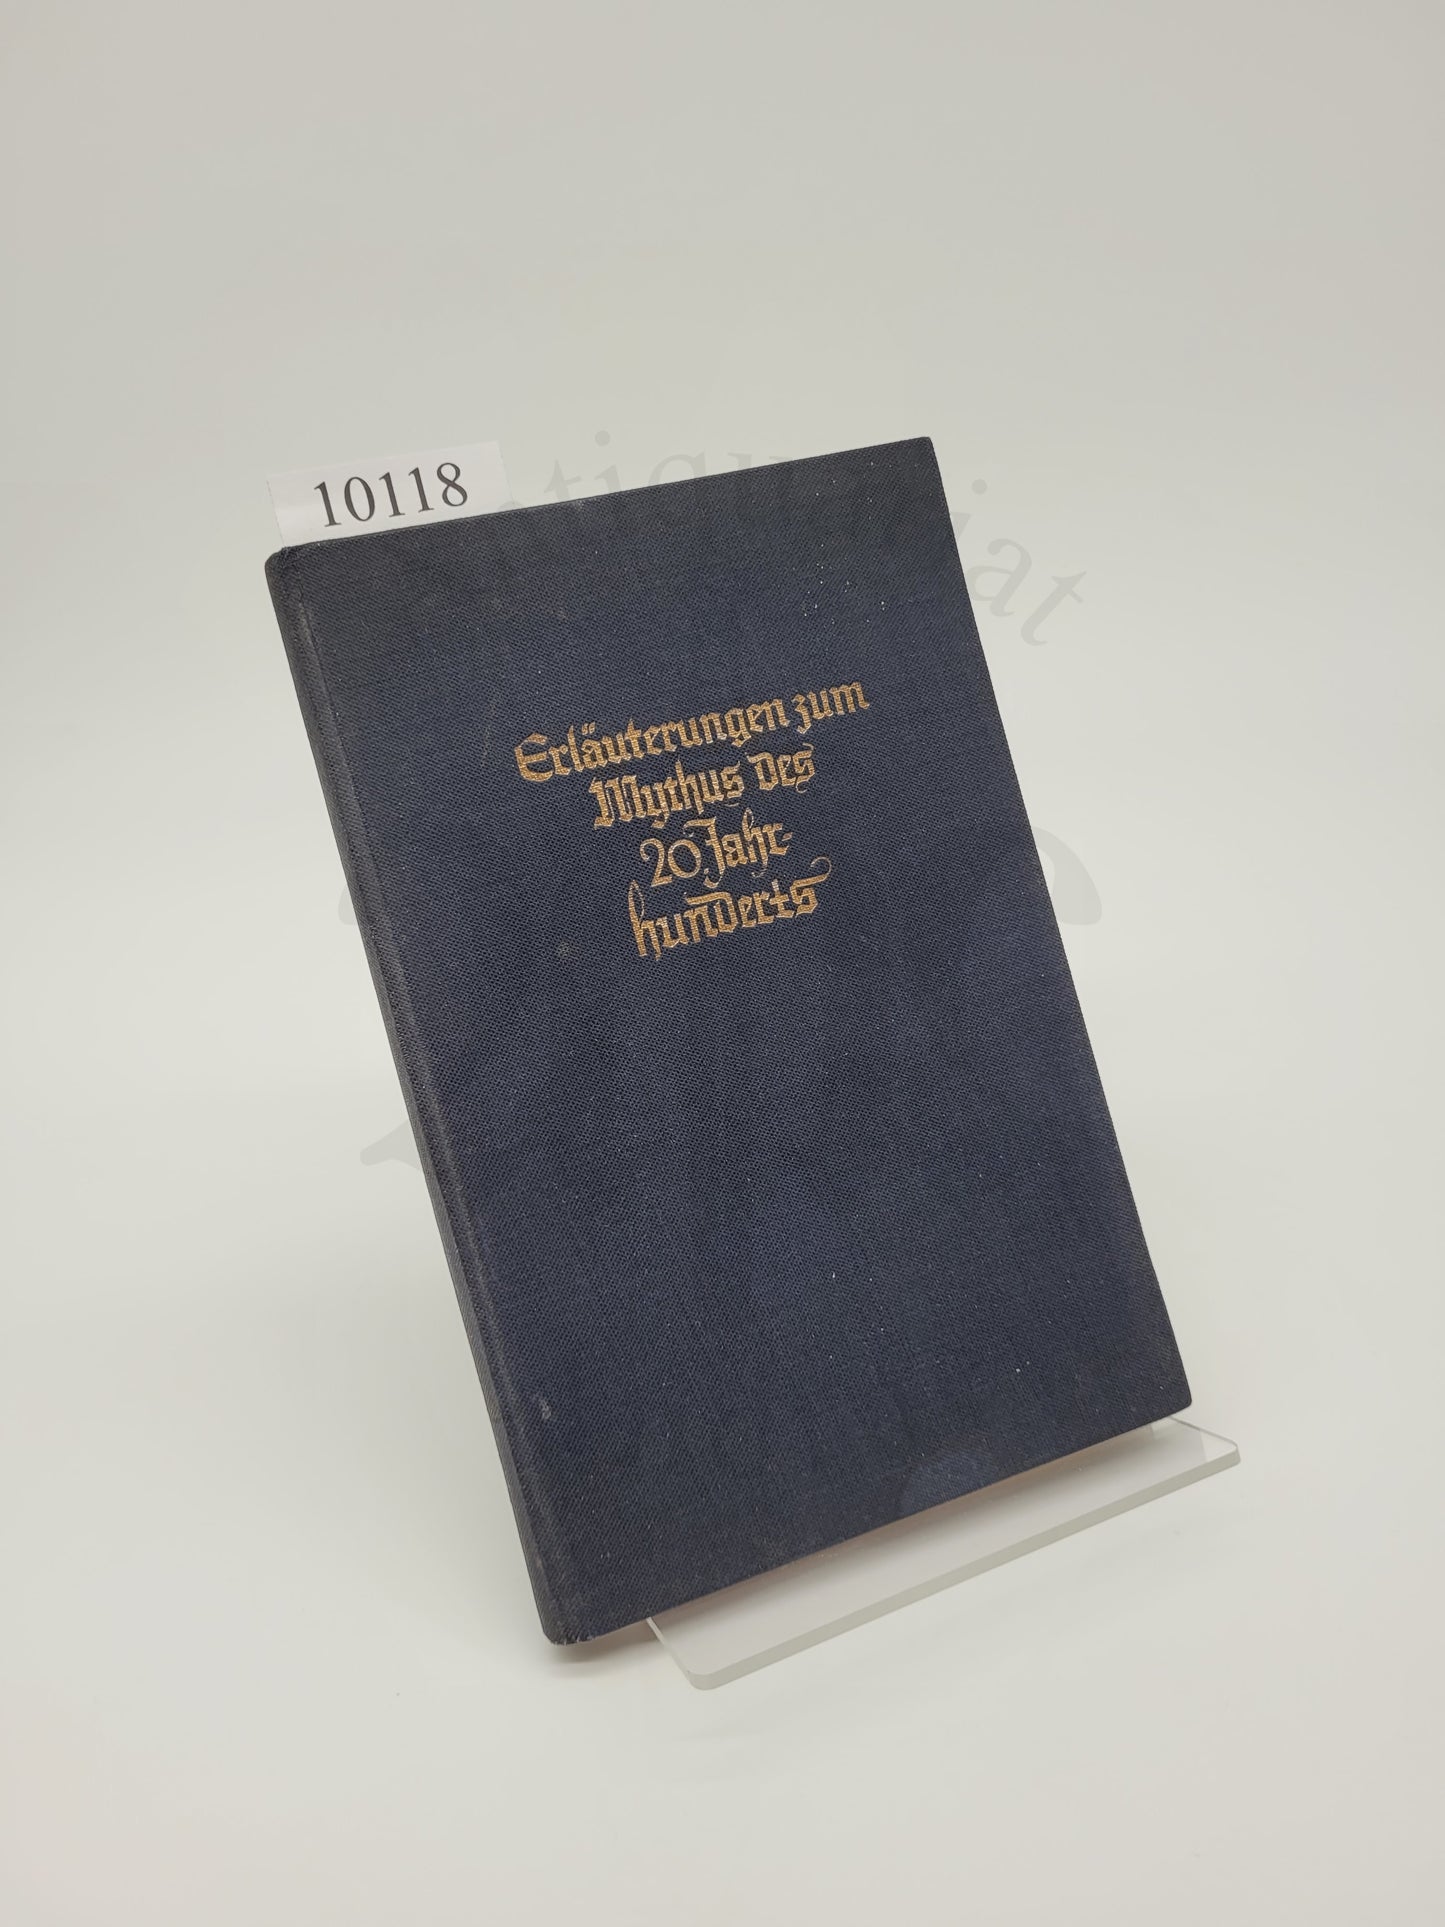 10118
Erläuterungen zum
Mythus des
20. Jahr-
hunderts